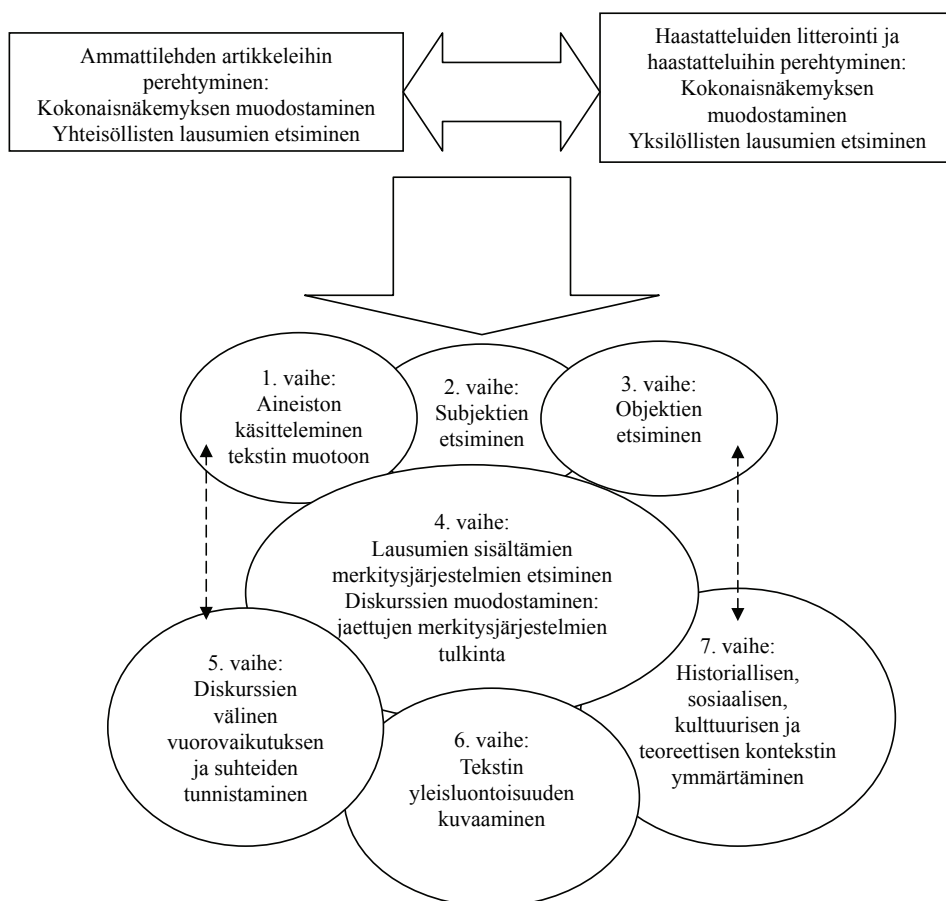 Ammattilehden artikkeleihin
perehtyminen:
Kokonaisnäkemyksen muodostaminen
Yhteisöllisten lausumien etsiminen
Haastatteluiden litterointi ja
haastatteluihin perehtyminen:
Kokonaisnäkemyksen
muodostaminen
Yksilöllisten lausumien etsiminen
1. vaihe:
Aineiston
käsitteleminen
tekstin muotoon
2. vaihe:
Subjektien
etsiminen
3. vaihe:
Objektien
etsiminen
4. vaihe:
Lausumien sisältämien
merkitysjärjestelmien etsiminen
Diskurssien muodostaminen:
jaettujen merkitysjärjestelmien
tulkinta
5. vaihe:
Diskurssien
välinen
vuorovaikutuksen
ja suhteiden
tunnistaminen
6. vaihe:
Tekstin
yleisluontoisuuden
kuvaaminen
7. vaihe:
Historiallisen,
sosiaalisen,
kulttuurisen ja
teoreettisen kontekstin
ymmärtäminen